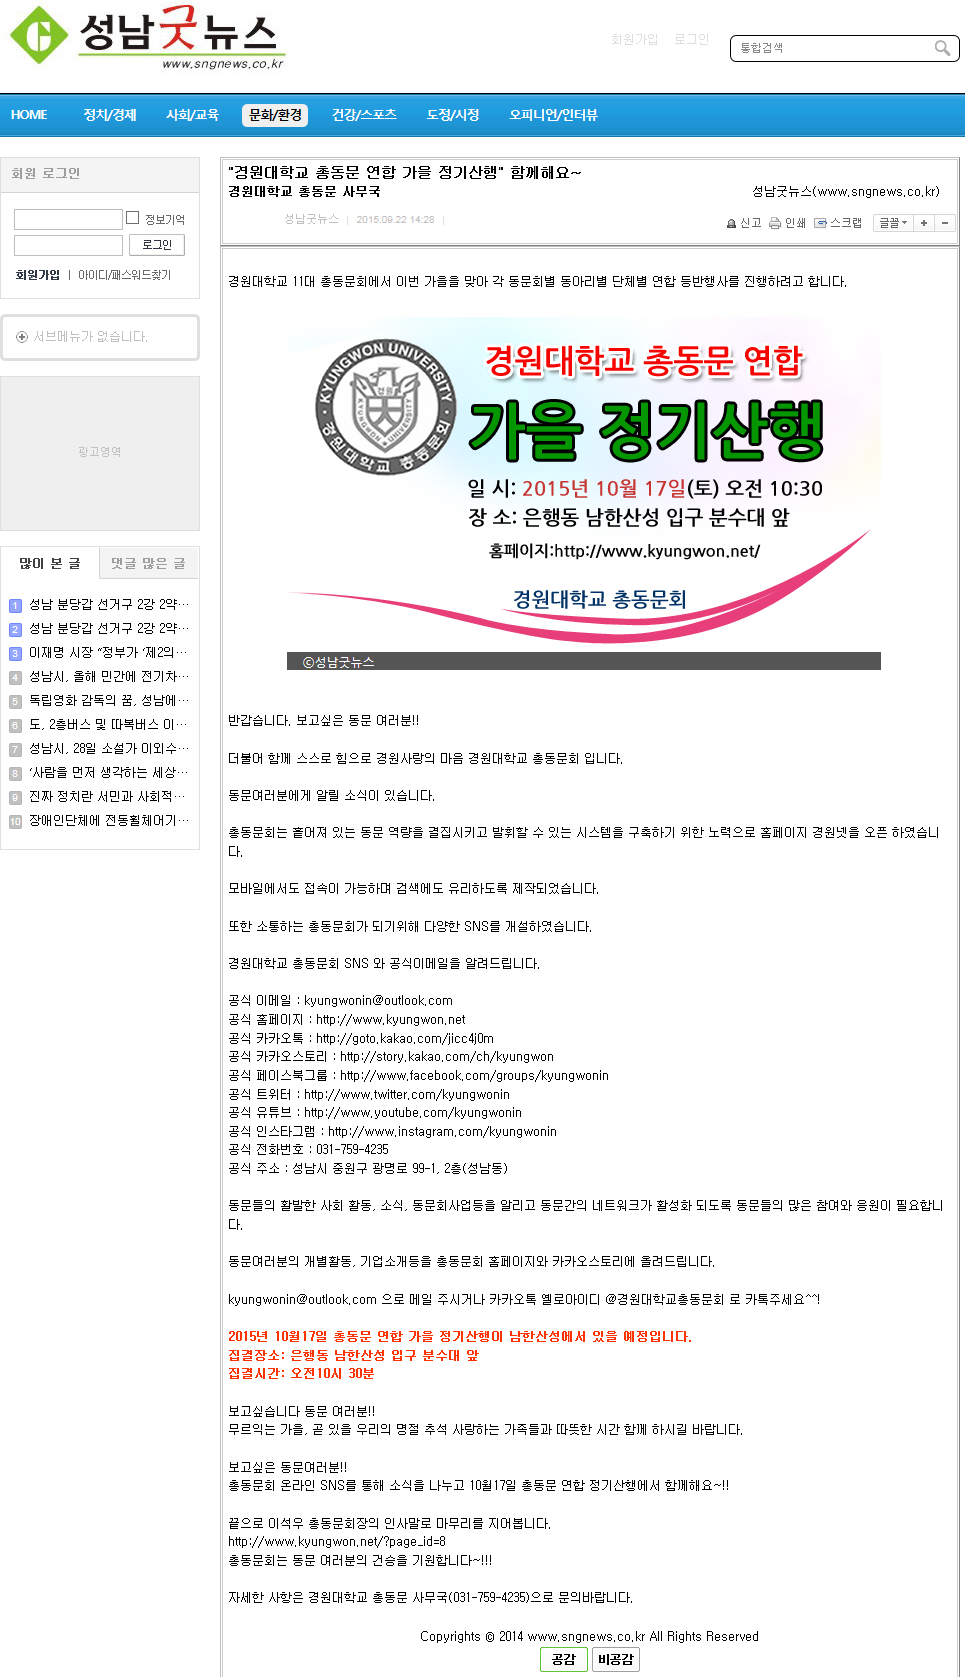 성남굿뉴스
www.sngnews.co.kr
회원가입 로그인
통합검색
HOME 정치/경제 사회/교육 문화/환경 건강/스포츠 도정/시정 오피니언/인터뷰
회원 로그인
정보기억
로그인
회원가입 | 아이디/패스워드찾기
서브메뉴가 없습니다.
광고영역
많이 본 글 댓글 많은 글
1 성남 분당갑 선거구 2강 2약…
2 성남 분당갑 선거구 2강 2약…
3 이재명 시장 “정부가 ‘제2의…
4 성남시, 올해 민간에 전기차…
5 독립영화 감독의 꿈, 성남에…
6 도, 2층버스 및 따복버스 이…
7 성남시, 28일 소설가 이외수…
8 ‘사람을 먼저 생각하는 세상…
9 진짜 정치란 서민과 사회적…
10 장애인단체에 전동휠체어기…
"경원대학교 총동문 연합 가을 정기산행" 함께해요~
경원대학교 총동문 사무국
성남굿뉴스(www.sngnews.co.kr)
성남굿뉴스 | 2015.09.22 14:28 |
신고 인쇄 스크랩 글꼴 + -
경원대학교 11대 총동문회에서 이번 가을을 맞아 각 동문회별 동아리별 단체별 연합 등반행사를 진행하려고 합니다.
KYUNGWON UNIVERSITY
경원
경원대학교 총동문회
경원대학교 총동문 연합
가을 정기산행
일 시: 2015년 10월 17일(토) 오전 10:30
장 소: 은행동 남한산성 입구 분수대 앞
홈페이지:http://www.kyungwon.net/
경원대학교 총동문회
ⓒ성남굿뉴스
반갑습니다. 보고싶은 동문 여러분!!
더불어 함께 스스로 힘으로 경원사랑의 마음 경원대학교 총동문회 입니다.
동문여러분에게 알릴 소식이 있습니다.
총동문회는 흩어져 있는 동문 역량을 결집시키고 발휘할 수 있는 시스템을 구축하기 위한 노력으로 홈페이지 경원넷을 오픈 하였습니
다.
모바일에서도 접속이 가능하며 검색에도 유리하도록 제작되었습니다.
또한 소통하는 총동문회가 되기위해 다양한 SNS를 개설하였습니다.
경원대학교 총동문회 SNS 와 공식이메일을 알려드립니다.
공식 이메일 : kyungwonin@outlook.com
공식 홈페이지 : http://www.kyungwon.net
공식 카카오톡 : http://goto.kakao.com/jicc4j0m
공식 카카오스토리 : http://story.kakao.com/ch/kyungwon
공식 페이스북그룹 : http://www.facebook.com/groups/kyungwonin
공식 트위터 : http://www.twitter.com/kyungwonin
공식 유튜브 : http://www.youtube.com/kyungwonin
공식 인스타그램 : http://www.instagram.com/kyungwonin
공식 전화번호 : 031-759-4235
공식 주소 : 성남시 중원구 광명로 99-1, 2층(성남동)
동문들의 활발한 사회 활동, 소식, 동문회사업등을 알리고 동문간의 네트워크가 활성화 되도록 동문들의 많은 참여와 응원이 필요합니
다.
동문여러분의 개별활동, 기업소개등을 총동문회 홈페이지와 카카오스토리에 올려드립니다.
kyungwonin@outlook.com 으로 메일 주시거나 카카오톡 옐로아이디 @경원대학교총동문회 로 카톡주세요^^!
2015년 10월17일 총동문 연합 가을 정기산행이 남한산성에서 있을 예정입니다.
집결장소: 은행동 남한산성 입구 분수대 앞
집결시간: 오전10시 30분
보고싶습니다 동문 여러분!!
무르익는 가을, 곧 있을 우리의 명절 추석 사랑하는 가족들과 따뜻한 시간 함께 하시길 바랍니다.
보고싶은 동문여러분!!
총동문회 온라인 SNS를 통해 소식을 나누고 10월17일 총동문 연합 정기산행에서 함께해요~!!
끝으로 이석우 총동문회장의 인사말로 마무리를 지어봅니다.
http://www.kyungwon.net/?page_id=8
총동문회는 동문 여러분의 건승을 기원합니다~!!!
자세한 사항은 경원대학교 총동문 사무국(031-759-4235)으로 문의바랍니다.
Copyrights © 2014 www.sngnews.co.kr All Rights Reserved
공감 비공감